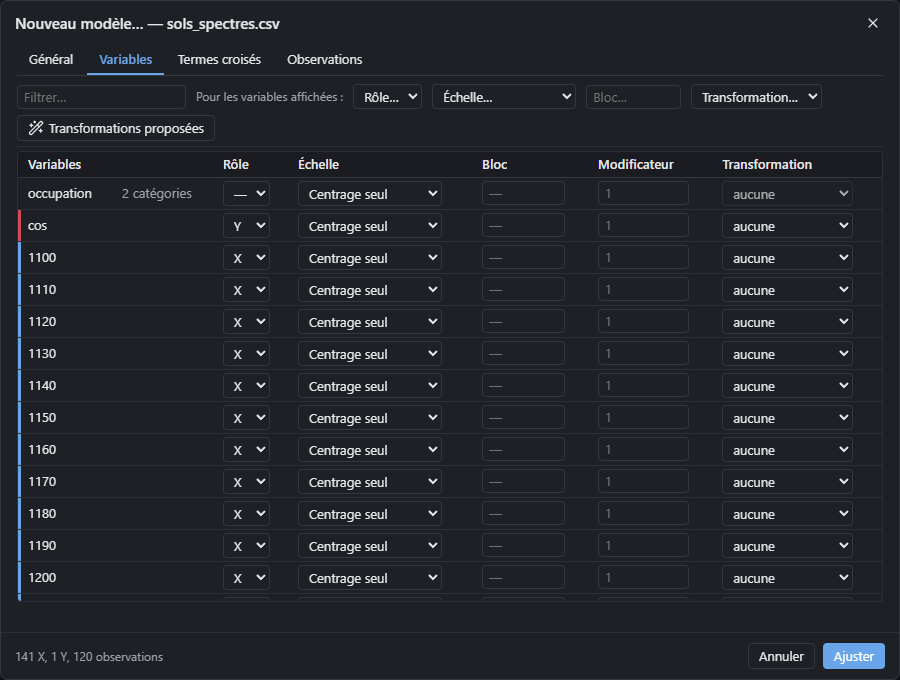 Nouveau modèle... — sols_spectres.csv
Général Variables Termes croisés Observations
Filtrer... Pour les variables affichées : Rôle... Échelle... Bloc... Transformation...
Transformations proposées
Variables Rôle Échelle Bloc Modificateur Transformation
occupation 2 catégories — Centrage seul — 1 aucune
cos Y Centrage seul — 1 aucune
1100 X Centrage seul — 1 aucune
1110 X Centrage seul — 1 aucune
1120 X Centrage seul — 1 aucune
1130 X Centrage seul — 1 aucune
1140 X Centrage seul — 1 aucune
1150 X Centrage seul — 1 aucune
1160 X Centrage seul — 1 aucune
1170 X Centrage seul — 1 aucune
1180 X Centrage seul — 1 aucune
1190 X Centrage seul — 1 aucune
1200 X Centrage seul — 1 aucune
141 X, 1 Y, 120 observations Annuler Ajuster